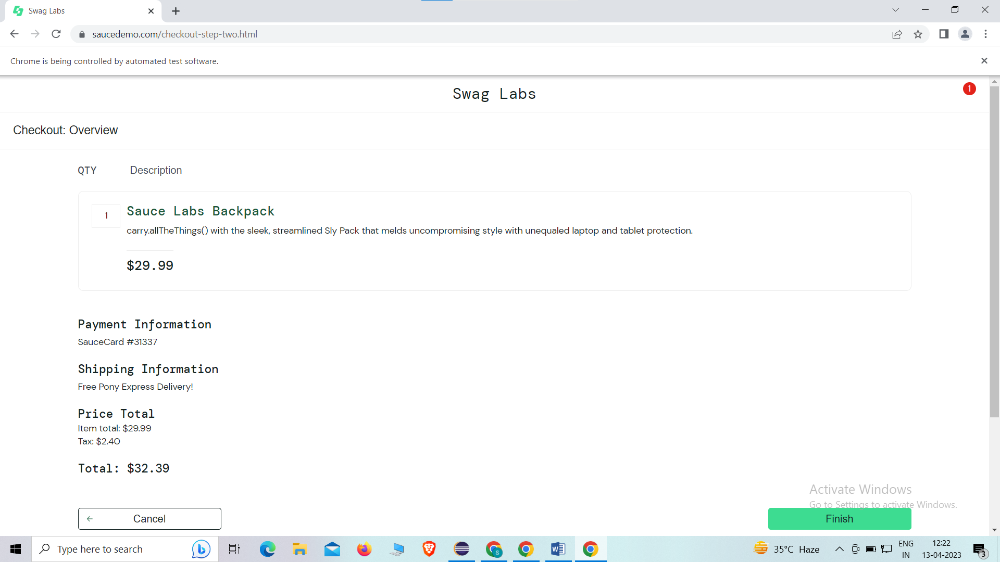 Swag Labs
saucedemo.com/checkout-step-two.html
Chrome is being controlled by automated test software.
Swag Labs
1
Checkout: Overview
QTY Description
1
Sauce Labs Backpack
carry.allTheThings() with the sleek, streamlined Sly Pack that melds uncompromising style with unequaled laptop and tablet protection.
$29.99
Payment Information
SauceCard #31337
Shipping Information
Free Pony Express Delivery!
Price Total
Item total: $29.99
Tax: $2.40
Total: $32.39
Activate Windows
Go to Settings to activate Windows.
Cancel
Finish
Type here to search
S
35°C Haze
ENG
IN
12:22
13-04-2023
3